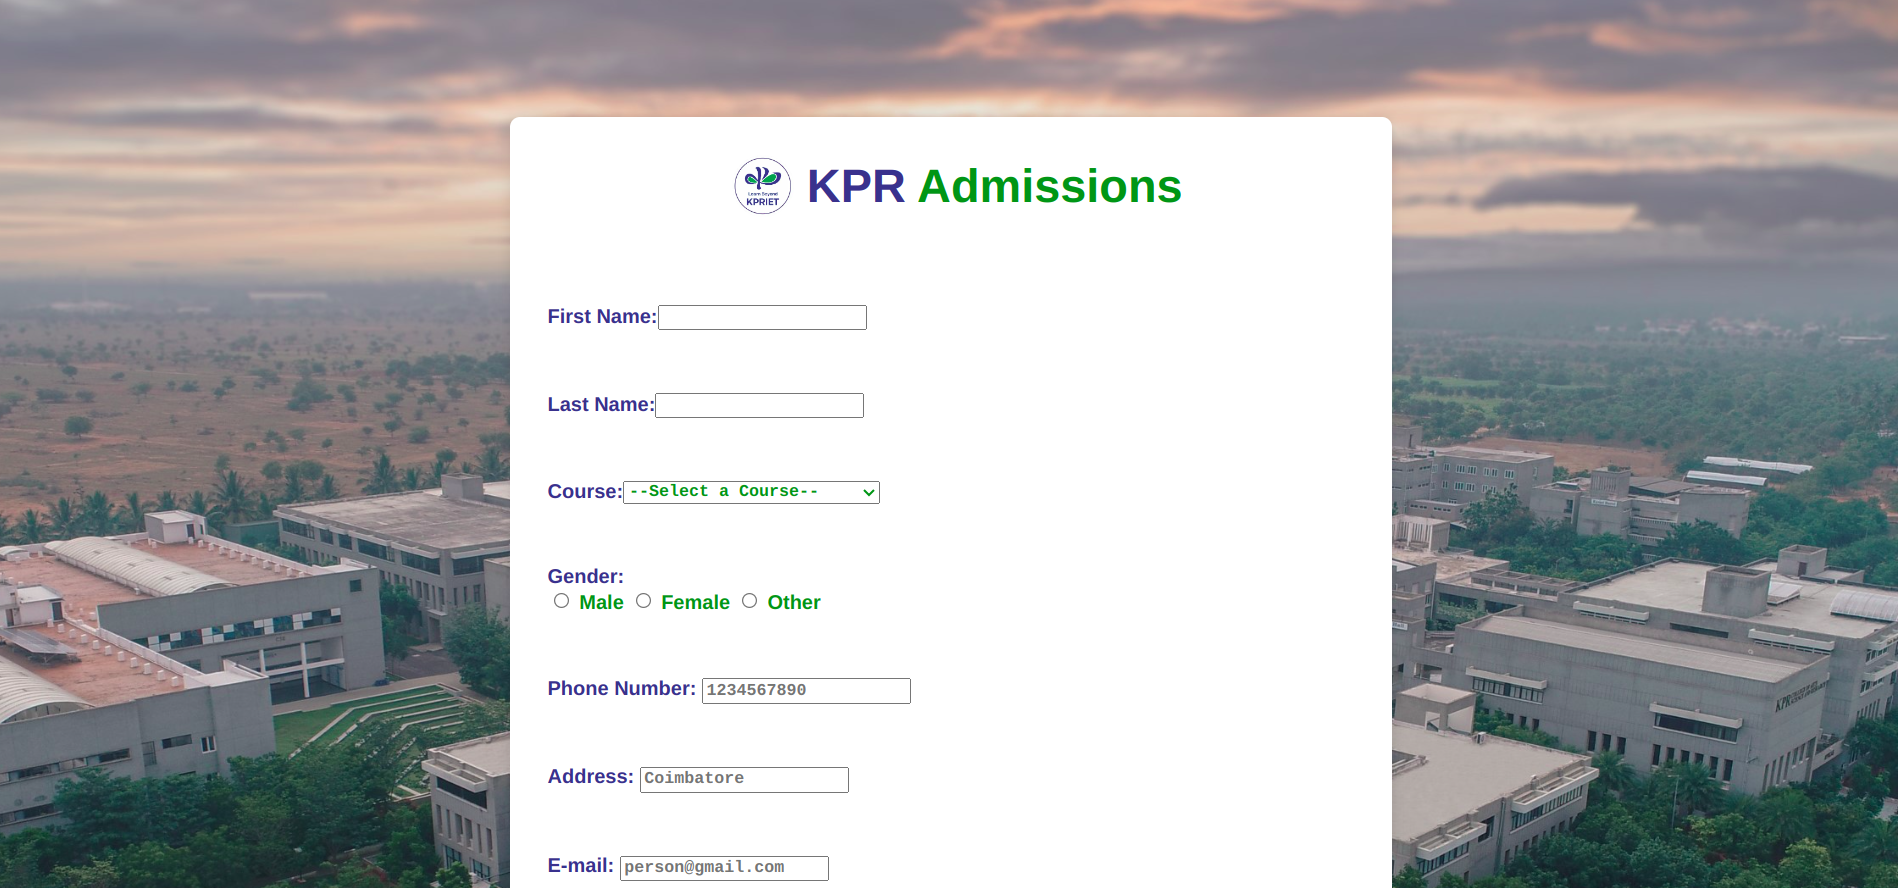 Learn Beyond
KPRIET
KPR Admissions
First Name:
Last Name:
Course: --Select a Course--
Gender:
Male Female Other
Phone Number: 1234567890
Address: Coimbatore
E-mail: person@gmail.com
KPR